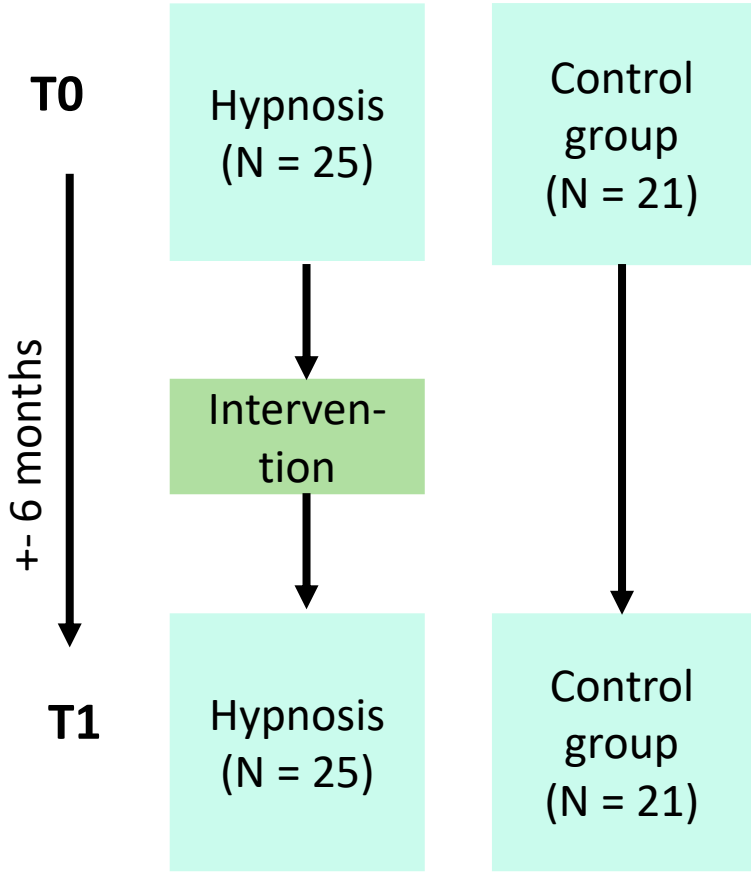 T0
Hypnosis
(N = 25)
Control
group
(N = 21)
+- 6 months
Interven-
tion
T1
Hypnosis
(N = 25)
Control
group
(N = 21)